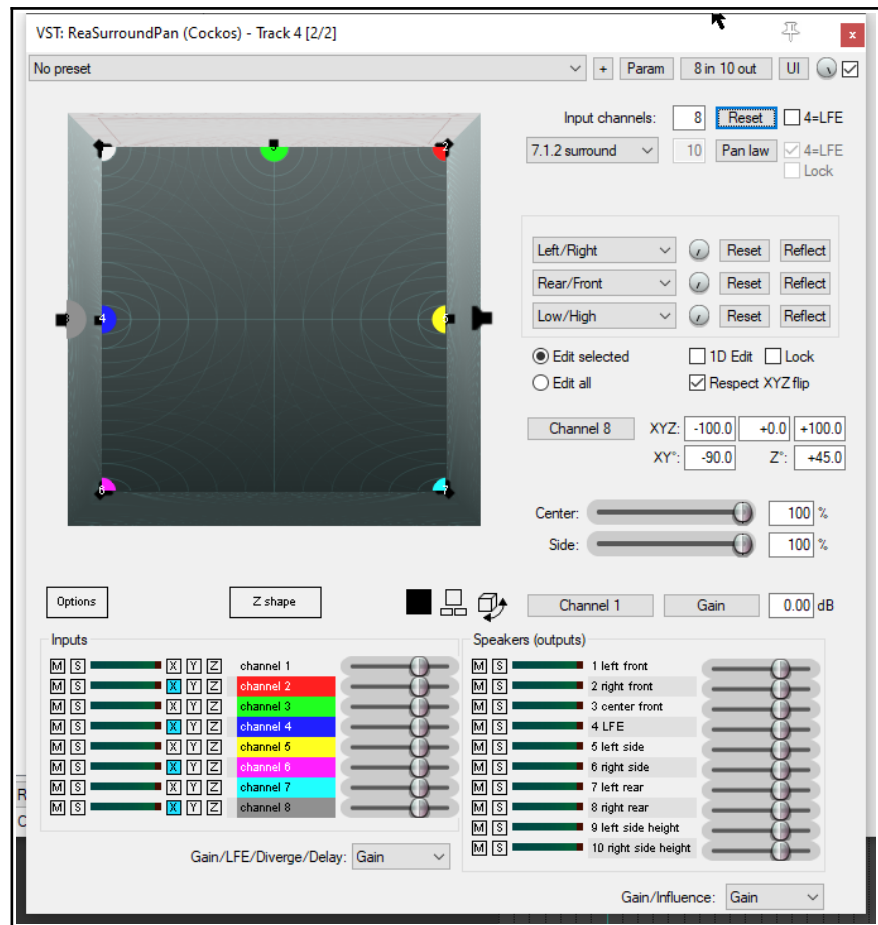 VST: ReaSurroundPan (Cockos) - Track 4 [2/2]
x
No preset + Param 8 in 10 out UI
Input channels: 8 Reset 4=LFE
7.1.2 surround 10 Pan law 4=LFE
Lock
2
3 4 5
6 7
Left/Right Reset Reflect
Rear/Front Reset Reflect
Low/High Reset Reflect
Edit selected 1D Edit Lock
Edit all Respect XYZ flip
Channel 8 XYZ: -100.0 +0.0 +100.0
XY°: -90.0 Z°: +45.0
Center: 100 %
Side: 100 %
Options Z shape Channel 1 Gain 0.00 dB
Inputs
M S X Y Z channel 1
M S X Y Z channel 2
M S X Y Z channel 3
M S X Y Z channel 4
M S X Y Z channel 5
M S X Y Z channel 6
M S X Y Z channel 7
M S X Y Z channel 8
Gain/LFE/Diverge/Delay: Gain
Speakers (outputs)
M S 1 left front
M S 2 right front
M S 3 center front
M S 4 LFE
M S 5 left side
M S 6 right side
M S 7 left rear
M S 8 right rear
M S 9 left side height
M S 10 right side height
Gain/Influence: Gain
R
C